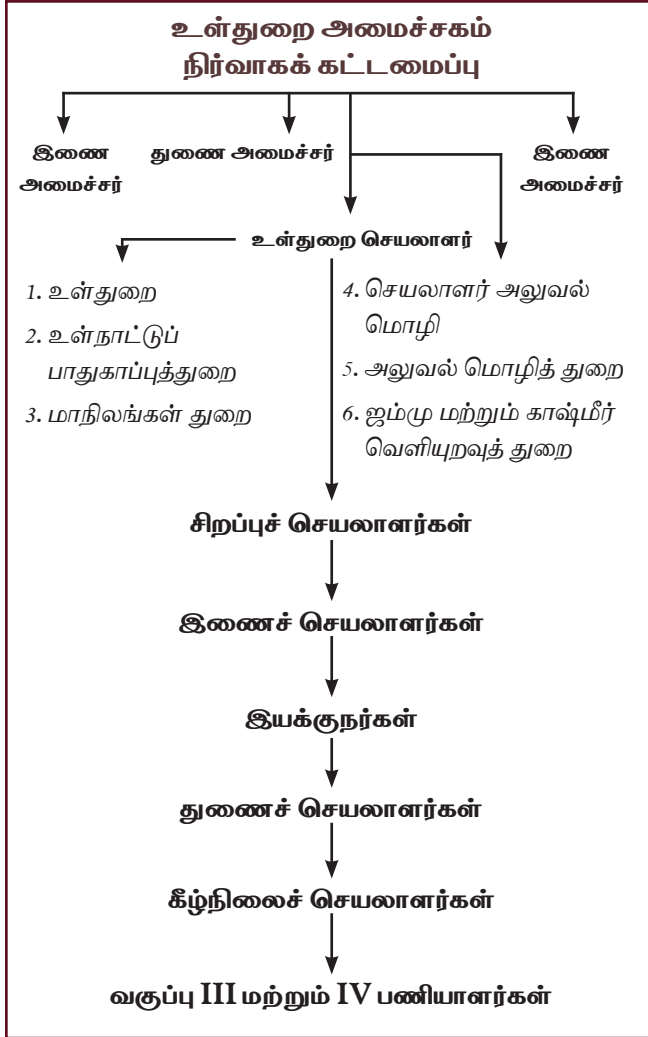 உள்துறை அமைச்சகம்
நிர்வாகக் கட்டமைப்பு
இணை
அமைச்சர்
துணை அமைச்சர்
இணை
அமைச்சர்
உள்துறை செயலாளர்
1. உள்துறை
2. உள்நாட்டுப்
பாதுகாப்புத்துறை
3. மாநிலங்கள் துறை
4. செயலாளர் அலுவல்
மொழி
5. அலுவல் மொழித் துறை
6. ஜம்மு மற்றும் காஷ்மீர்
வெளியுறவுத் துறை
சிறப்புச் செயலாளர்கள்
இணைச் செயலாளர்கள்
இயக்குநர்கள்
துணைச் செயலாளர்கள்
கீழ்நிலைச் செயலாளர்கள்
வகுப்பு III மற்றும் IV பணியாளர்கள்